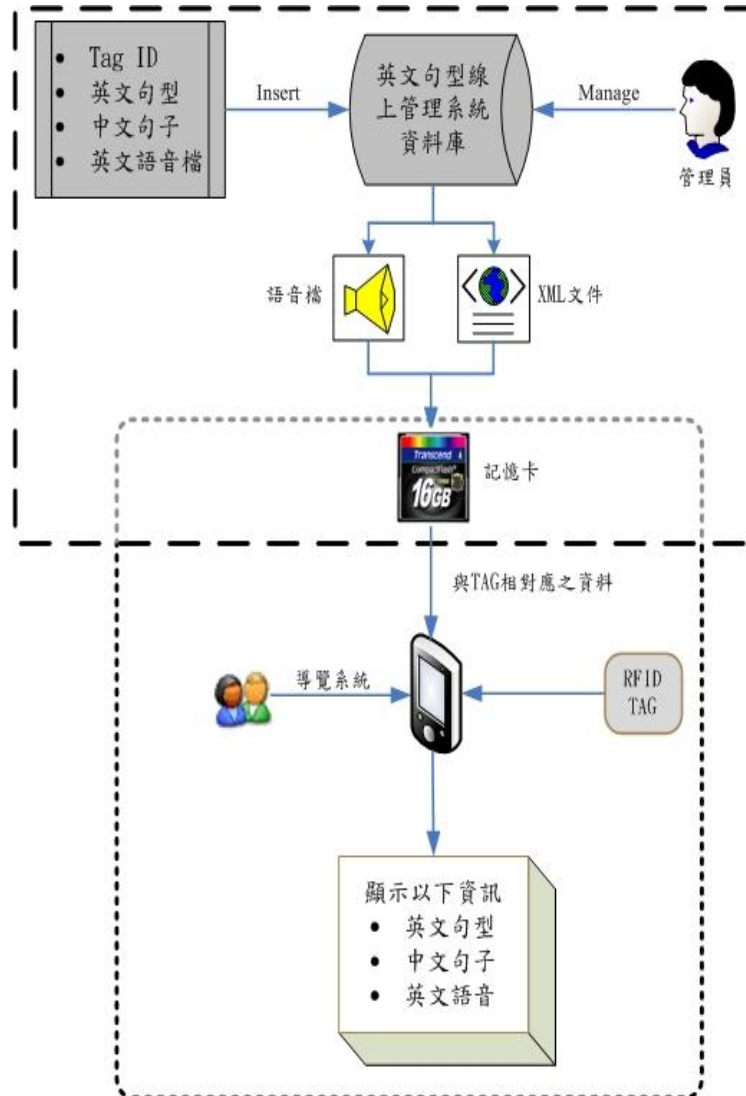 • Tag ID
• 英文句型
• 中文句子
• 英文語音檔
Insert
英文句型線
上管理系統
資料庫
Manage
管理員
語音檔
XML文件
Transcend
CompactFlash
16GB
記憶卡
與TAG相對應之資料
導覽系統
RFID
TAG
顯示以下資訊
• 英文句型
• 中文句子
• 英文語音